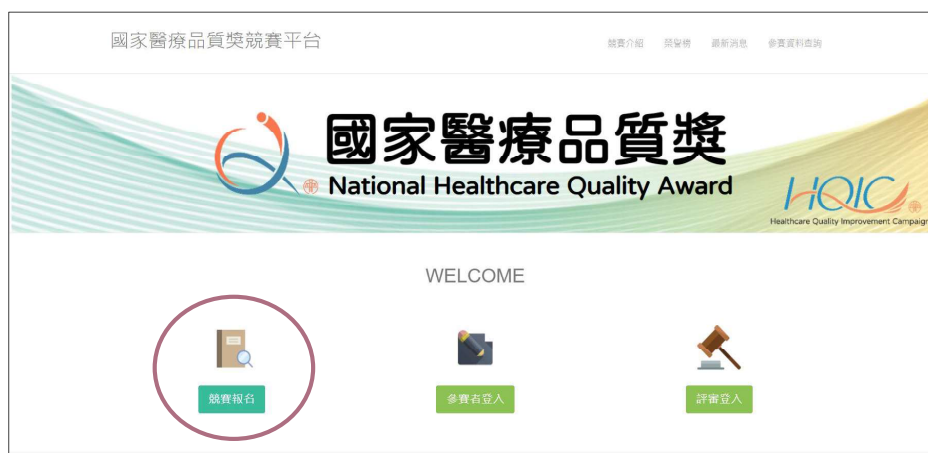 國家醫療品質獎競賽平台
競賽介紹 榮譽榜 最新消息 參賽資料查詢
國家醫療品質獎
National Healthcare Quality Award
HQIC
Healthcare Quality Improvement Campaign
WELCOME
競賽報名 參賽者登入 評審登入